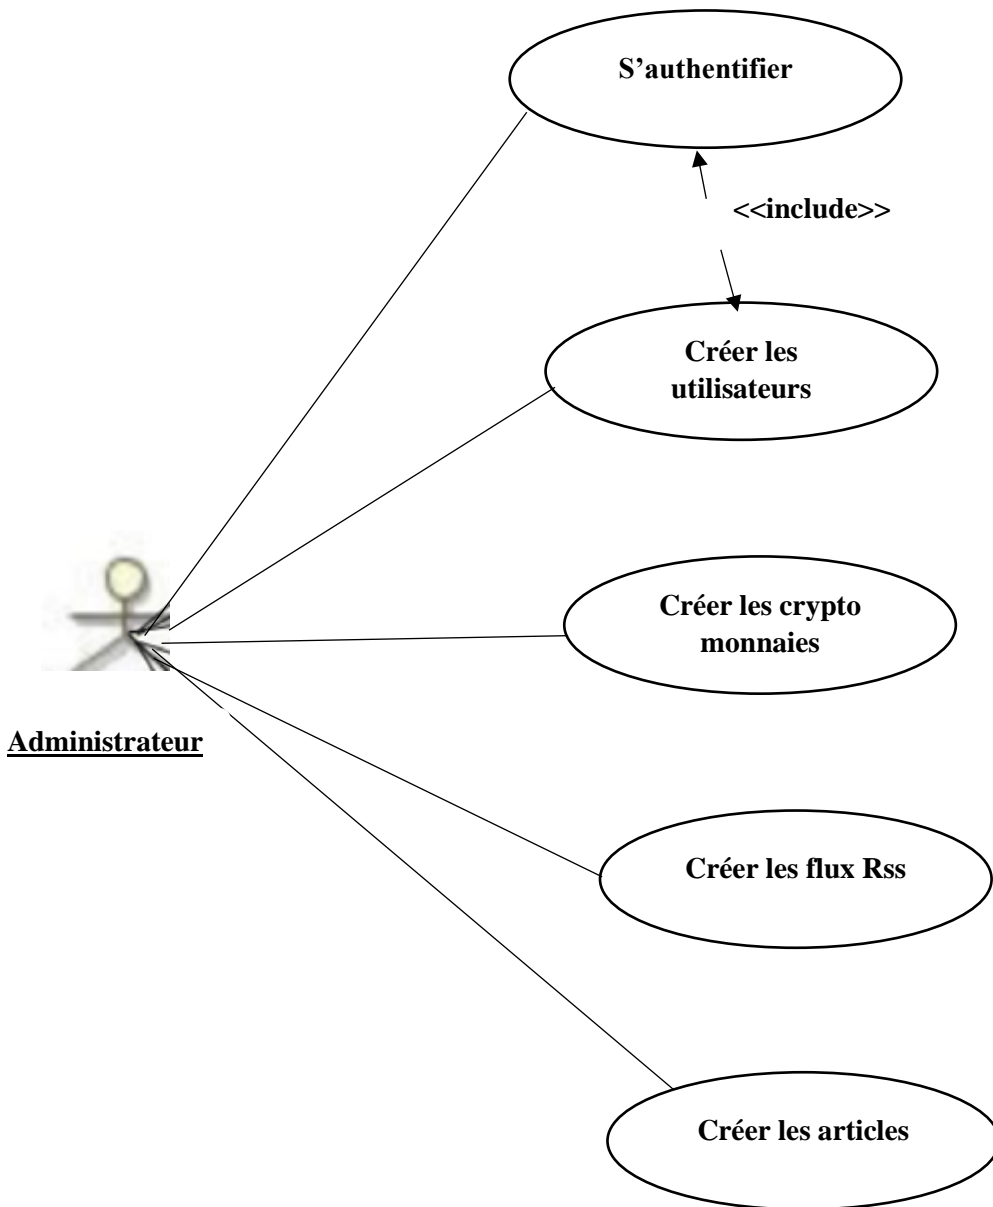 S’authentifier
<<include>>
Créer les
utilisateurs
Créer les crypto
monnaies
Administrateur
Créer les flux Rss
Créer les articles